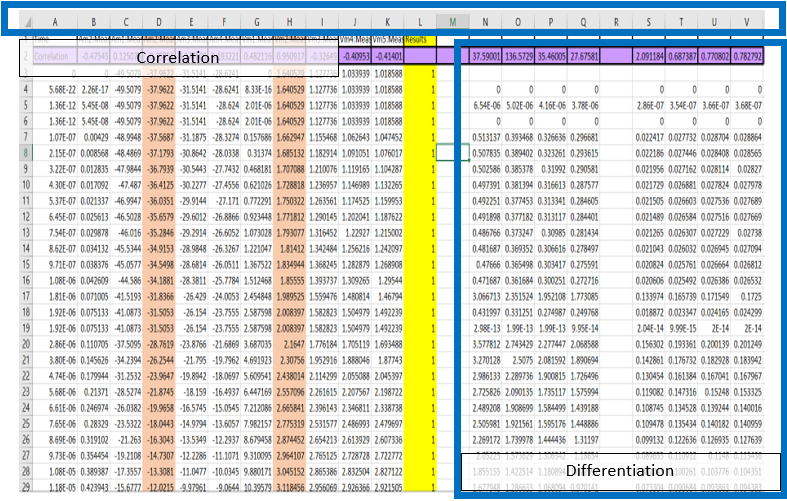 A B C D E F G H I J K L M N O P Q R S T U V
1 Time Vm4.Meas Vm5.Meas Results
2 Correlation -0.47545 Correlation 0.950917 -0.32649 -0.40953 -0.41401 37.59001 136.5729 35.46005 27.67581 2.091184 0.687387 0.770802 0.782792
3 0 0 -49.5079 -37.9622 -31.5141 -28.6241 0 1.640529 1.127736 1.033939 1.018588 1
4 5.68E-22 2.26E-17 -49.5079 -37.9622 -31.5141 -28.6241 8.33E-16 1.640529 1.127736 1.033939 1.018588 1 0 0 0 0 0 0 0 0
5 1.36E-12 5.45E-08 -49.5079 -37.9622 -31.5141 -28.624 2.01E-06 1.640529 1.127736 1.033939 1.018588 1 6.54E-06 5.02E-06 4.16E-06 3.78E-06 2.86E-07 3.54E-07 3.66E-07 3.68E-07
6 1.36E-12 5.45E-08 -49.5079 -37.9622 -31.5141 -28.624 2.01E-06 1.640529 1.127736 1.033939 1.018588 1 0 0 0 0 0 0 0 0
7 1.07E-07 0.00429 -48.9948 -37.5687 -31.1875 -28.3274 0.157686 1.662947 1.155468 1.062643 1.047452 1 0.513137 0.393468 0.326636 0.296681 0.022417 0.027732 0.028704 0.028864
8 2.15E-07 0.008568 -48.4869 -37.1793 -30.8642 -28.0338 0.31374 1.685132 1.182914 1.091051 1.076017 1 0.507835 0.389402 0.323261 0.293615 0.022186 0.027446 0.028408 0.028565
9 3.22E-07 0.012835 -47.9844 -36.7939 -30.5443 -27.7432 0.468181 1.707088 1.210076 1.119165 1.104287 1 0.502586 0.385378 0.31992 0.290581 0.021956 0.027162 0.028114 0.02827
10 4.30E-07 0.017092 -47.487 -36.4125 -30.2277 -27.4556 0.621026 1.728818 1.236957 1.146989 1.132265 1 0.497391 0.381394 0.316613 0.287577 0.021729 0.026881 0.027824 0.027978
11 5.37E-07 0.021337 -46.9947 -36.0351 -29.9144 -27.171 0.772291 1.750322 1.263561 1.174525 1.159953 1 0.492251 0.377453 0.313341 0.284605 0.021505 0.026603 0.027536 0.027689
12 6.45E-07 0.025613 -46.5028 -35.6579 -29.6012 -26.8866 0.923448 1.771812 1.290145 1.202041 1.187622 1 0.491898 0.377182 0.313117 0.284401 0.021489 0.026584 0.027516 0.027669
13 7.54E-07 0.029878 -46.016 -35.2846 -29.2914 -26.6052 1.073028 1.793077 1.316452 1.22927 1.215002 1 0.486766 0.373247 0.30985 0.281434 0.021265 0.026307 0.027229 0.02738
14 8.62E-07 0.034132 -45.5344 -34.9153 -28.9848 -26.3267 1.221047 1.81412 1.342484 1.256216 1.242097 1 0.481687 0.369352 0.306616 0.278497 0.021043 0.026032 0.026945 0.027094
15 9.71E-07 0.038376 -45.0577 -34.5498 -28.6814 -26.0511 1.367522 1.834944 1.368245 1.282879 1.268908 1 0.47666 0.365498 0.303417 0.275591 0.020824 0.025761 0.026664 0.026812
16 1.08E-06 0.042609 -44.586 -34.1881 -28.3811 -25.7784 1.512468 1.85555 1.393737 1.309265 1.29544 1 0.471687 0.361684 0.300251 0.272716 0.020606 0.025492 0.026386 0.026532
17 1.81E-06 0.071005 -41.5193 -31.8366 -26.429 -24.0053 2.454848 1.989525 1.559476 1.480814 1.46794 1 3.066713 2.351524 1.952108 1.773085 0.133974 0.165739 0.171549 0.1725
18 1.92E-06 0.075133 -41.0873 -31.5053 -26.154 -23.7555 2.587598 2.008397 1.582823 1.504979 1.492239 1 0.431997 0.331251 0.274987 0.249768 0.018872 0.023347 0.024165 0.024299
19 1.92E-06 0.075133 -41.0873 -31.5053 -26.154 -23.7555 2.587598 2.008397 1.582823 1.504979 1.492239 1 2.98E-13 1.99E-13 1.99E-13 9.95E-14 2.04E-14 9.99E-15 2E-14 2E-14
20 2.86E-06 0.110705 -37.5095 -28.7619 -23.8766 -21.6869 3.687035 2.1647 1.776184 1.705119 1.693488 1 3.577812 2.743429 2.277447 2.068588 0.156302 0.193361 0.200139 0.201249
21 3.80E-06 0.145626 -34.2394 -26.2544 -21.795 -19.7962 4.691923 2.30756 1.952916 1.888046 1.87743 1 3.270128 2.5075 2.081592 1.890694 0.142861 0.176732 0.182928 0.183942
22 4.74E-06 0.179944 -31.2532 -23.9647 -19.8942 -18.0697 5.609541 2.438014 2.114299 2.055088 2.045397 1 2.986133 2.289736 1.900815 1.726496 0.130454 0.161384 0.167041 0.167967
23 5.68E-06 0.21371 -28.5274 -21.8745 -18.159 -16.4937 6.447169 2.557096 2.261615 2.207567 2.198722 1 2.725826 2.090135 1.735117 1.575994 0.119082 0.147316 0.15248 0.153325
24 6.61E-06 0.246974 -26.0382 -19.9658 -16.5745 -15.0545 7.212086 2.665841 2.396143 2.346811 2.338738 1 2.489208 1.908699 1.584499 1.439188 0.108745 0.134528 0.139244 0.140016
25 7.65E-06 0.28329 -23.5322 -18.0443 -14.9794 -13.6057 7.982157 2.775319 2.531577 2.486693 2.479697 1 2.505981 1.921561 1.595176 1.448886 0.109478 0.135434 0.140182 0.140959
26 8.69E-06 0.319102 -21.263 -16.3043 -13.5349 -12.2937 8.679458 2.874452 2.654213 2.613929 2.607336 1 2.269172 1.739978 1.444436 1.31197 0.099132 0.122636 0.126935 0.127639
27 9.73E-06 0.354454 -19.2108 -14.7307 -12.2286 -11.1071 9.310095 2.964107 2.765125 2.728728 2.722772 1
28 1.08E-05 0.389387 -17.3557 -13.3081 -11.0477 -10.0345 9.880171 3.045152 2.865386 2.832504 2.827122 1 Differentiation
29 1.18E-05 0.423943 -15.6777 -12.0215 -9.97961 -9.0644 10.39579 3.118456 2.956069 2.926366 2.921505 1